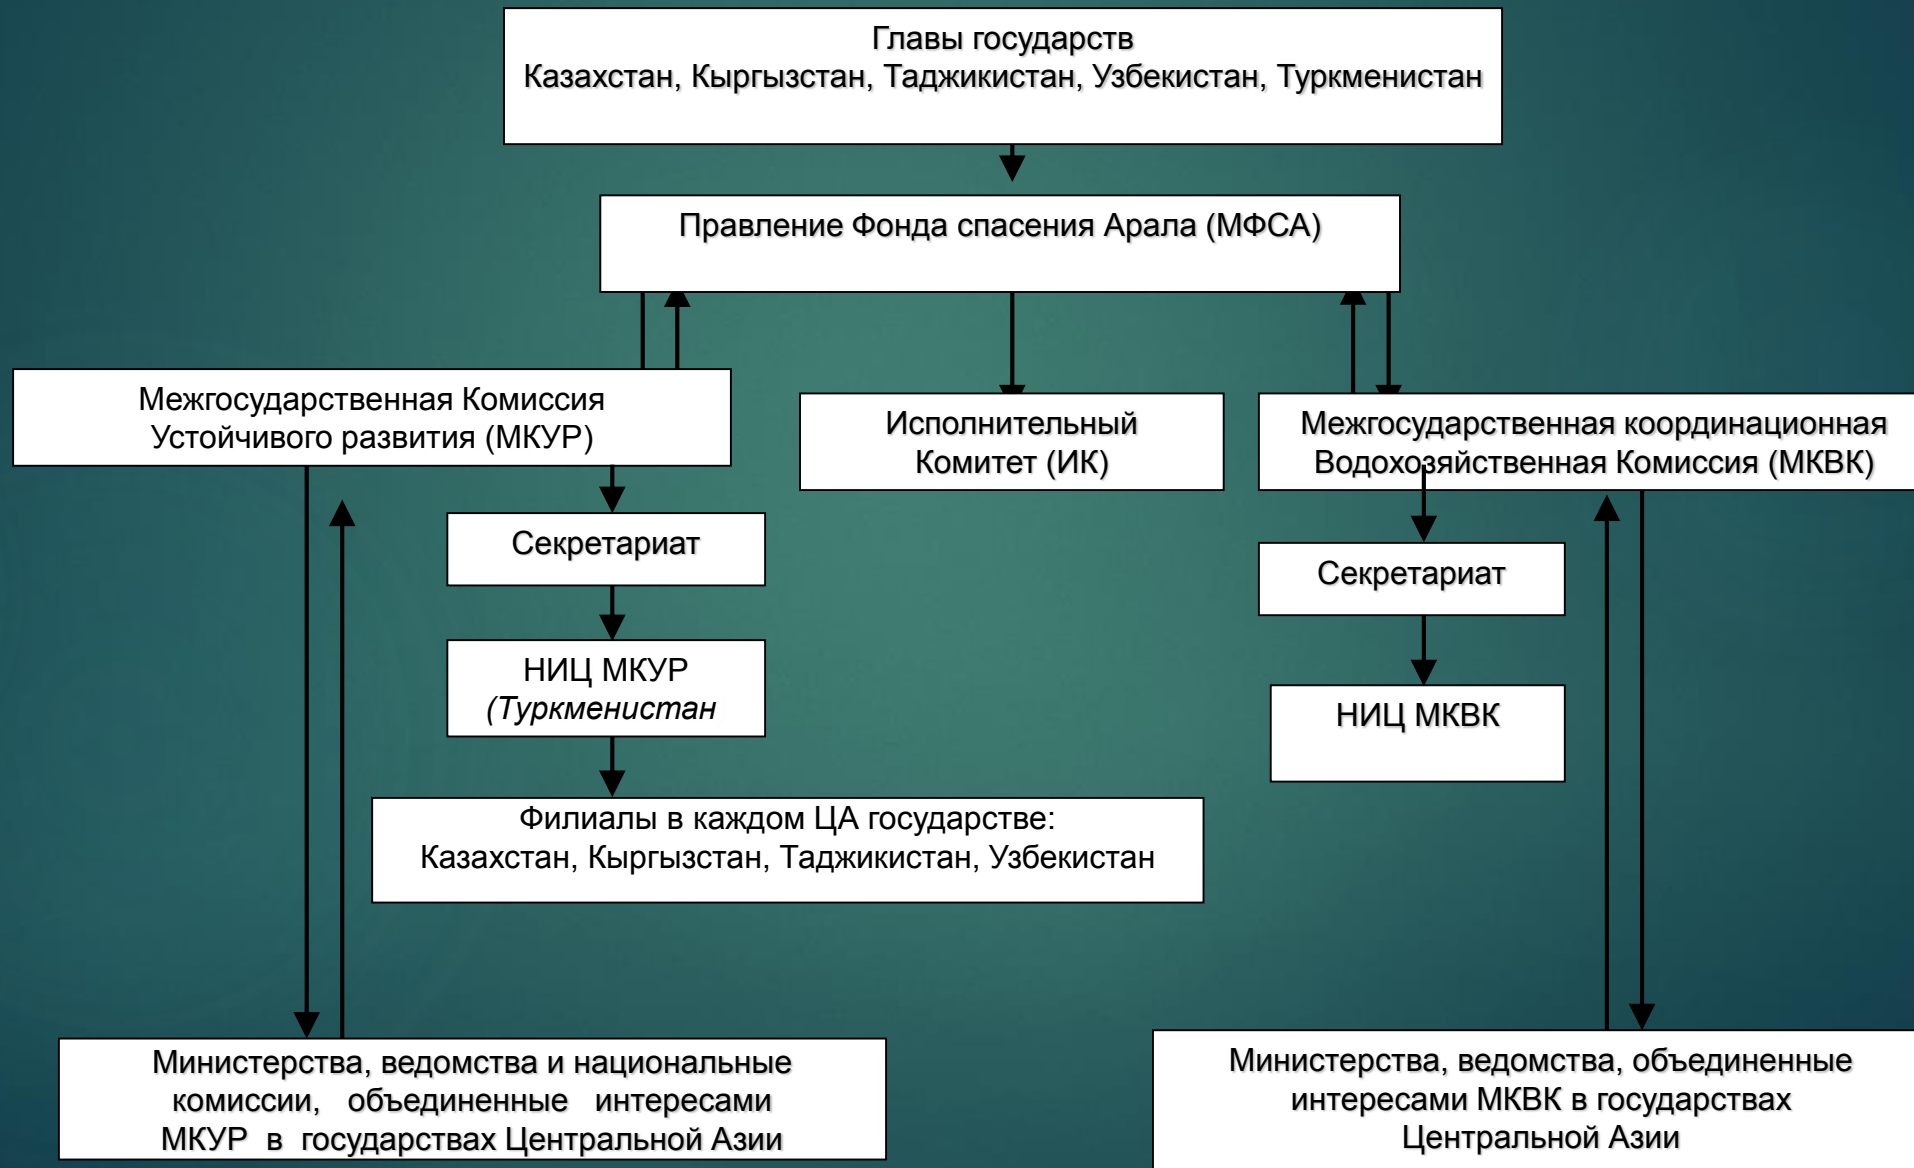 Главы государств
Казахстан, Кыргызстан, Таджикистан, Узбекистан, Туркменистан
Правление Фонда спасения Арала (МФСА)
Межгосударственная Комиссия
Устойчивого развития (МКУР)
Исполнительный
Комитет (ИК)
Межгосударственная координационная
Водохозяйственная Комиссия (МКВК)
Секретариат
Секретариат
НИЦ МКУР
(Туркменистан
НИЦ МКВК
Филиалы в каждом ЦА государстве:
Казахстан, Кыргызстан, Таджикистан, Узбекистан
Министерства, ведомства и национальные
комиссии, объединенные интересами
МКУР в государствах Центральной Азии
Министерства, ведомства, объединенные
интересами МКВК в государствах
Центральной Азии